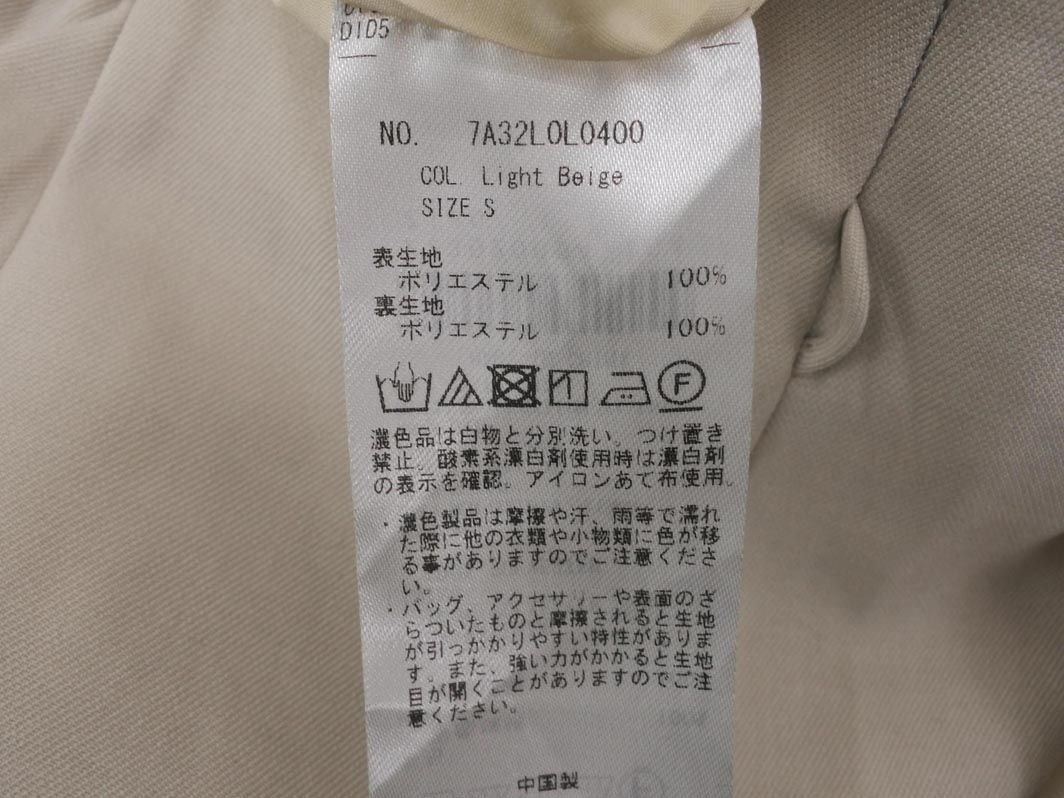 DID5
NO. 7A32L0L0400
COL. Light Beige
SIZE S
表生地
ポリエステル 100%
裏生地
ポリエステル 100%
F
濃色品は白物と分別洗い。つけ置き
禁止。酸素系漂白剤使用時は漂白剤
の表示を確認。アイロンあて布使用。
・濃色製品は摩擦や汗、雨等で濡れ
た際に他の衣類や小物類に色が移
る事がありますのでご注意くださ
い。
・バッグ、アクセサリーや表面のざ
らついたものと摩擦されると生地
が引っかかりやすい特性がありま
す。また、強い力がかかると生地
目が開くことがありますのでご注
意ください。
中国製